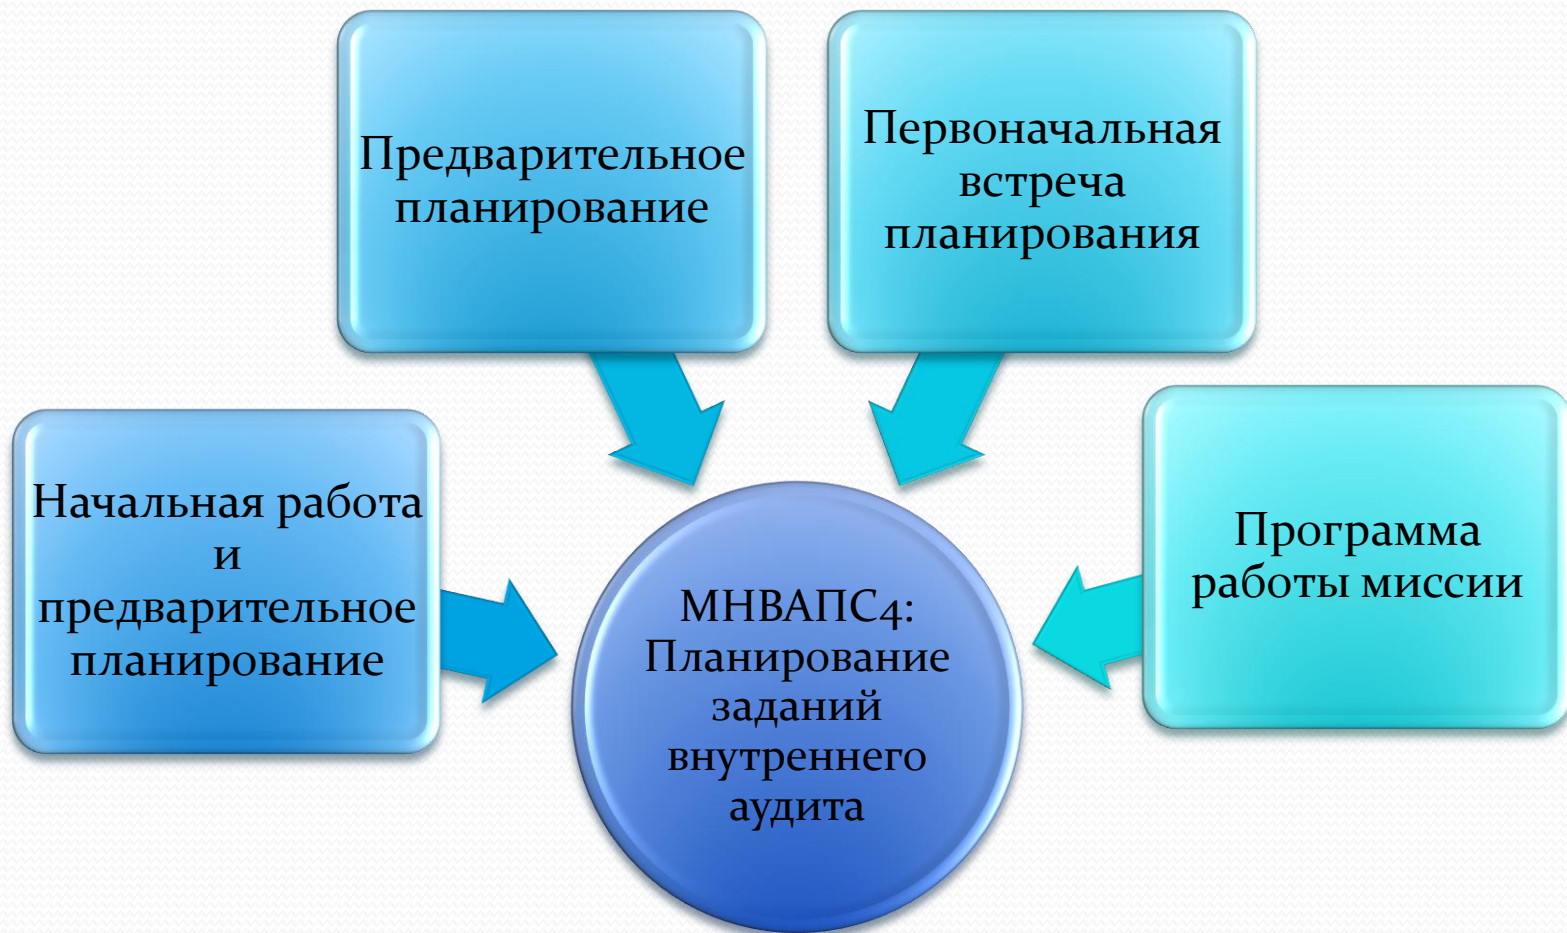 Предварительное
планирование
Первоначальная
встреча
планирования
Начальная работа
и
предварительное
планирование
Программа
работы миссии
МНВАПС4:
Планирование
заданий
внутреннего
аудита